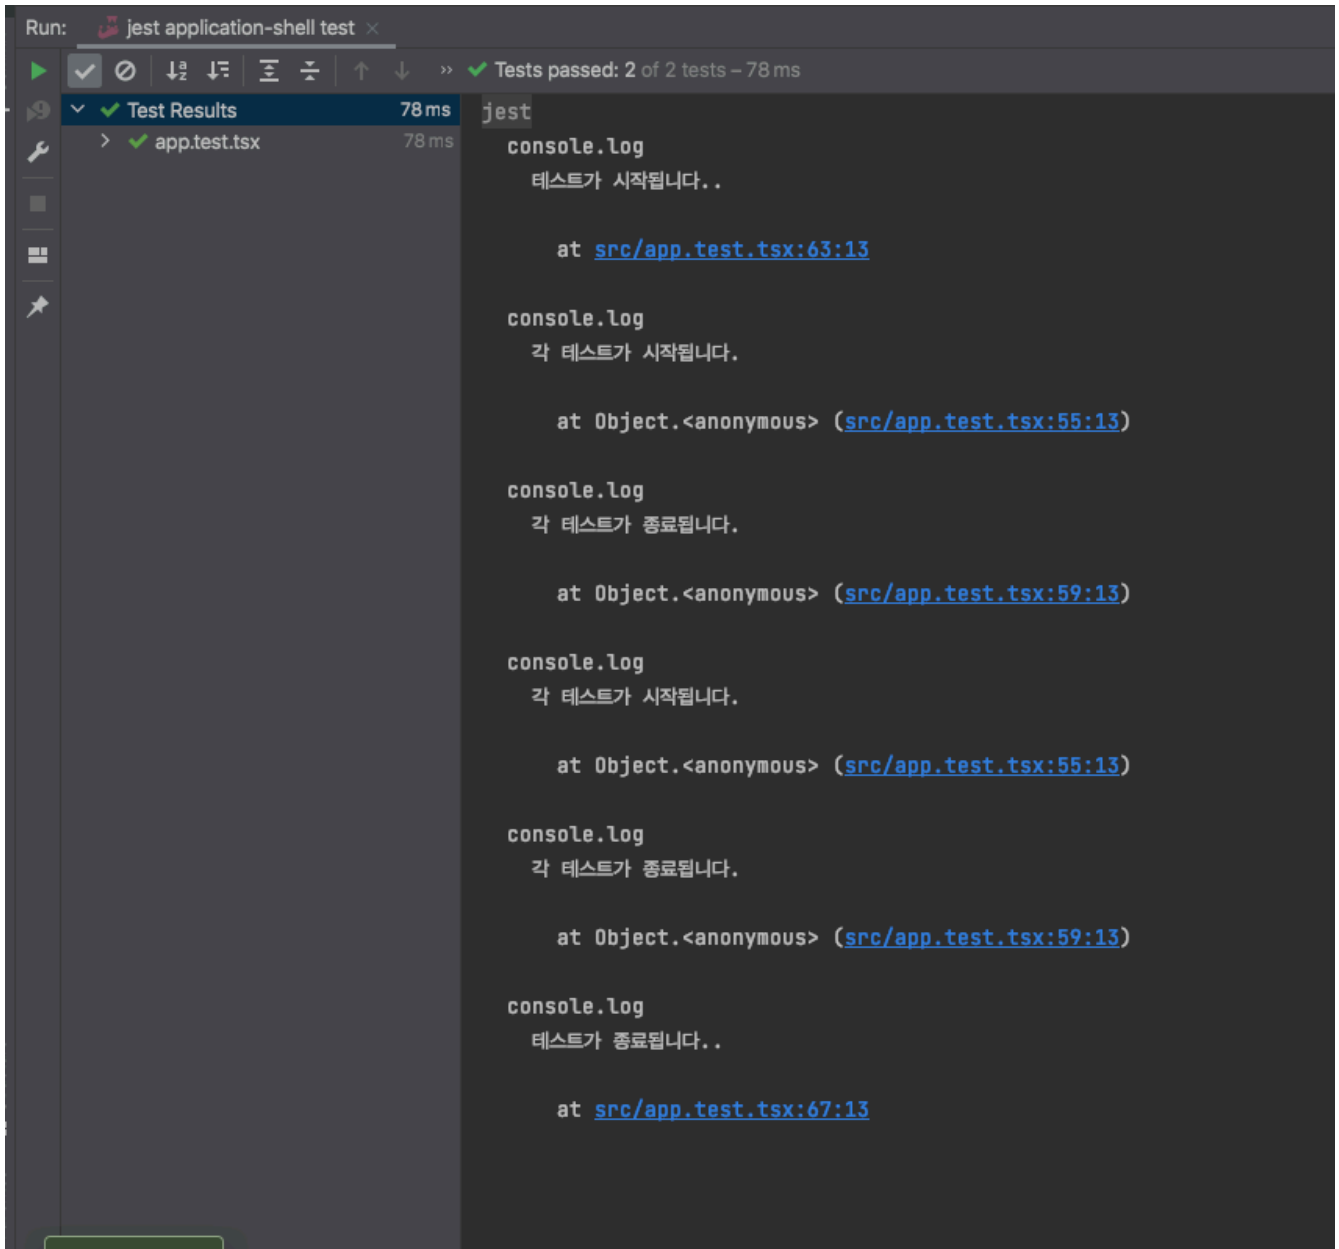 Run: jest application-shell test
Tests passed: 2 of 2 tests – 78 ms
Test Results 78 ms
app.test.tsx 78 ms
jest
console.log
테스트가 시작됩니다..
at src/app.test.tsx:63:13
console.log
각 테스트가 시작됩니다.
at Object.<anonymous> (src/app.test.tsx:55:13)
console.log
각 테스트가 종료됩니다.
at Object.<anonymous> (src/app.test.tsx:59:13)
console.log
각 테스트가 시작됩니다.
at Object.<anonymous> (src/app.test.tsx:55:13)
console.log
각 테스트가 종료됩니다.
at Object.<anonymous> (src/app.test.tsx:59:13)
console.log
테스트가 종료됩니다..
at src/app.test.tsx:67:13